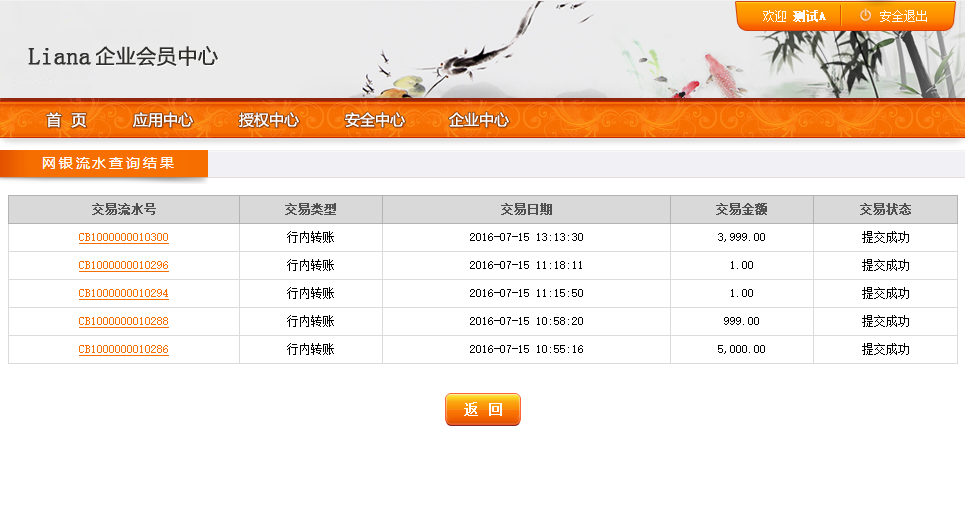 欢迎 测试A 安全退出
Liana 企业会员中心
首 页 应用中心 授权中心 安全中心 企业中心
网银流水查询结果
交易流水号 交易类型 交易日期 交易金额 交易状态
CB1000000010300 行内转账 2016-07-15 13:13:30 3,999.00 提交成功
CB1000000010296 行内转账 2016-07-15 11:18:11 1.00 提交成功
CB1000000010294 行内转账 2016-07-15 11:15:50 1.00 提交成功
CB1000000010288 行内转账 2016-07-15 10:58:20 999.00 提交成功
CB1000000010286 行内转账 2016-07-15 10:55:16 5,000.00 提交成功
返 回